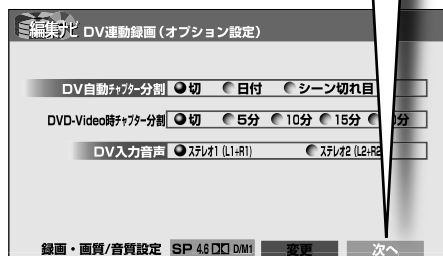 編集ナビ DV連動録画(オプション設定)
DV自動ﾁｬﾌﾟﾀｰ分割 切 日付 シーン切れ目
DVD-Video時ﾁｬﾌﾟﾀｰ分割 切 5分 10分 15分
DV入力音声 ｽﾃﾚｵ1 (L1+R1) ｽﾃﾚｵ2 (L2+R2
録画・画質/音質設定 SP 4.6 DD D/M1 変更 次へ